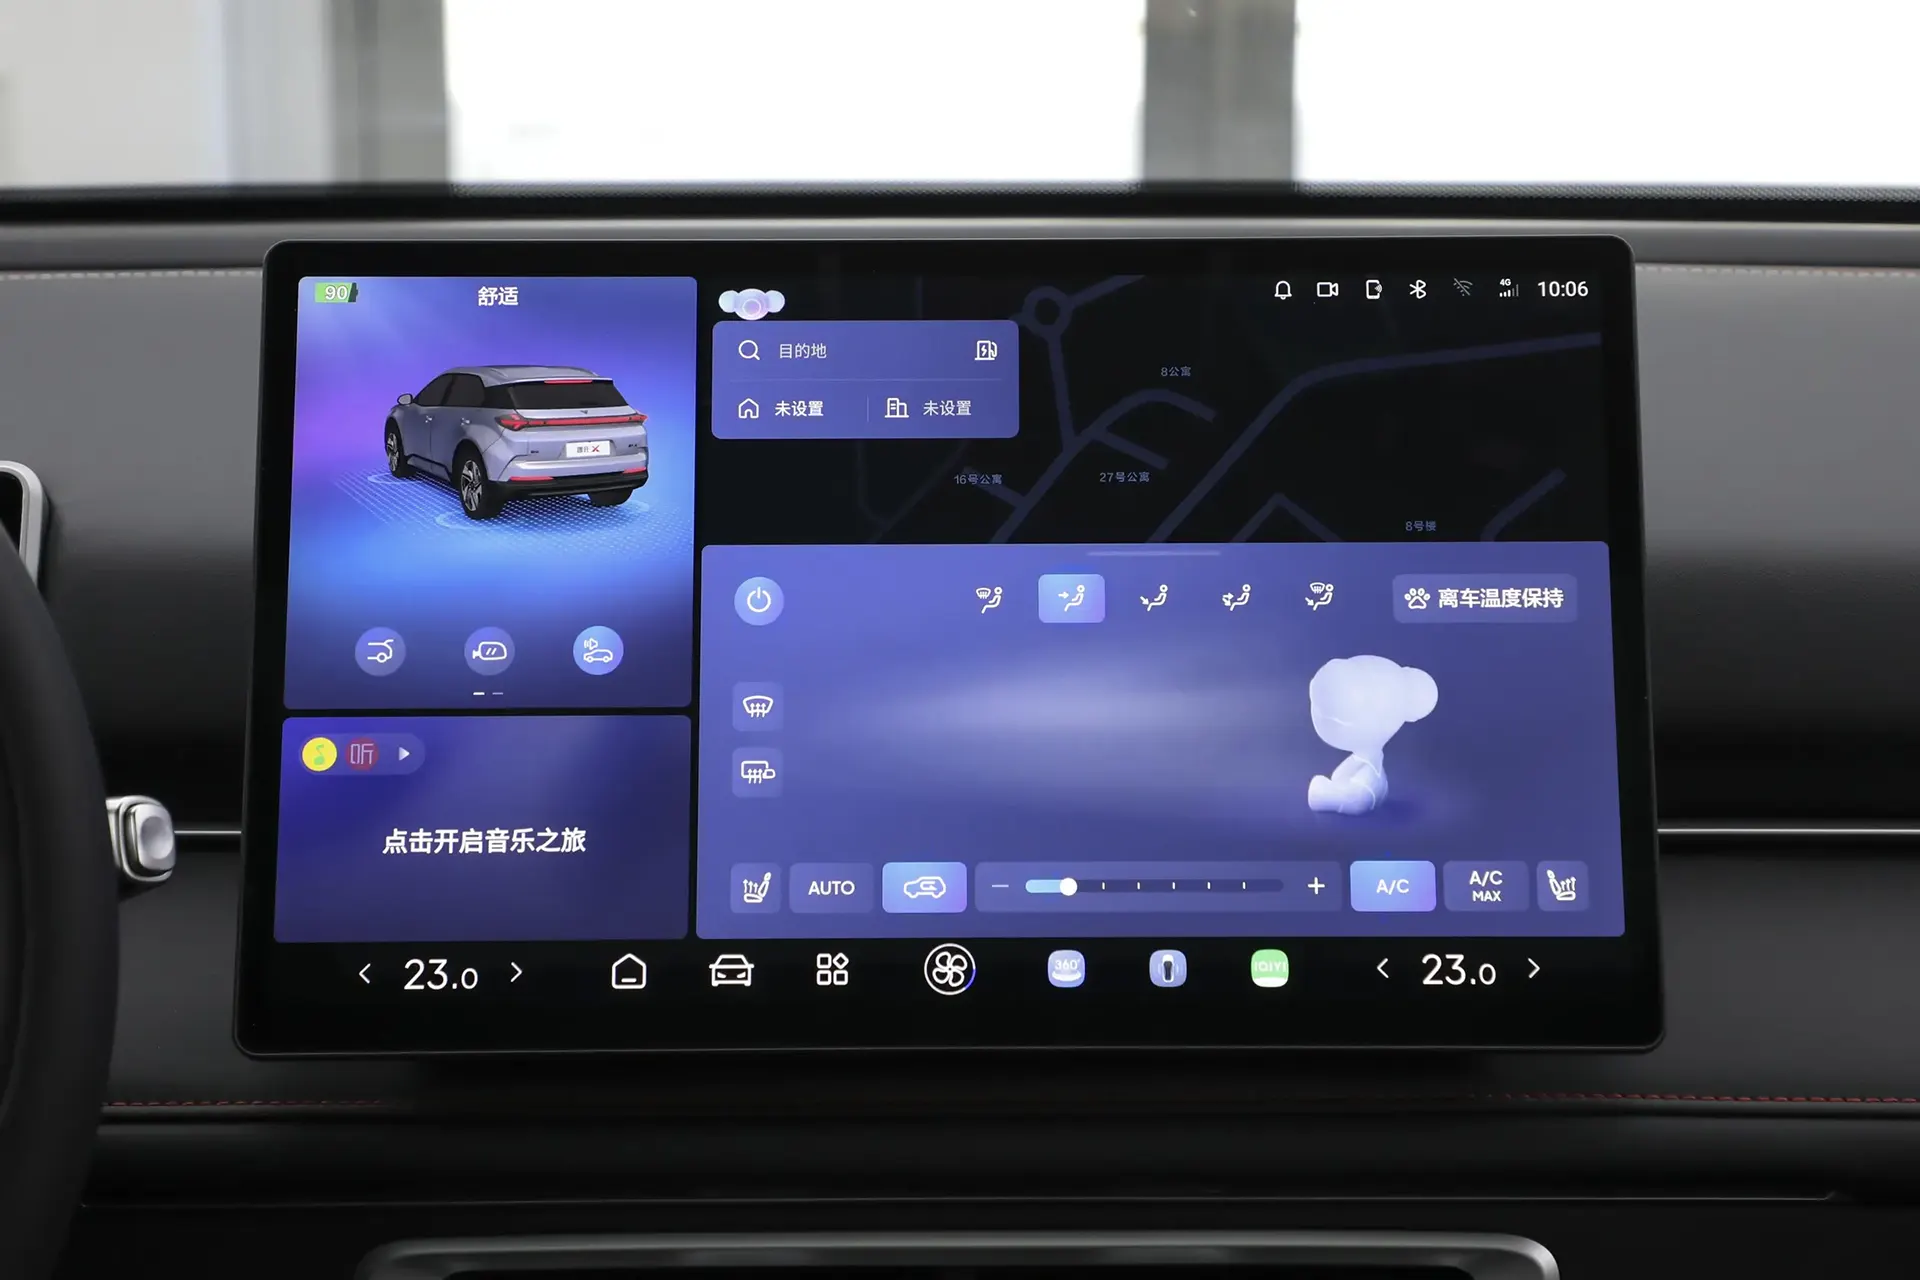 90
舒适
目的地
未设置
未设置
8公寓
16号公寓
27号公寓
8号楼
4G
10:06
离车温度保持
听
点击开启音乐之旅
AUTO
A/C
A/C
MAX
23.0
360°
iQIYI
23.0